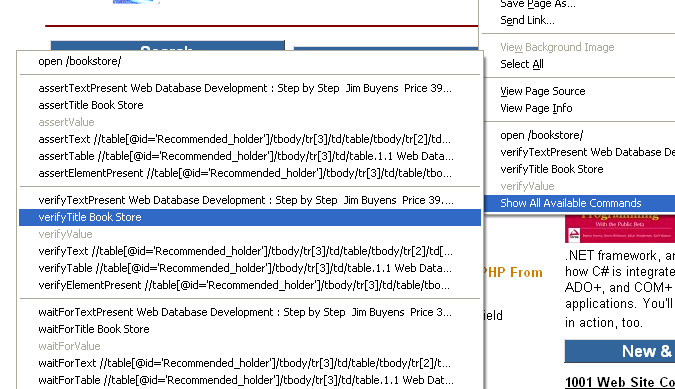 Save Page As...
Send Link...
View Background Image
Select All
View Page Source
View Page Info
open /bookstore/
verifyTextPresent Web Database De
verifyTitle Book Store
verifyValue
Show All Available Commands
Search
open /bookstore/
assertTextPresent Web Database Development : Step by Step Jim Buyens Price 39...
assertTitle Book Store
assertValue
assertText //table[@id='Recommended_holder']/tbody/tr[3]/td/table/tbody/tr[2]/td...
assertTable //table[@id='Recommended_holder']/tbody/tr[3]/td/table.1.1 Web Data...
assertElementPresent //table[@id='Recommended_holder']/tbody/tr[3]/td/table/tbo...
verifyTextPresent Web Database Development : Step by Step Jim Buyens Price 39....
verifyTitle Book Store
verifyValue
verifyText //table[@id='Recommended_holder']/tbody/tr[3]/td/table/tbody/tr[2]/td[...
verifyTable //table[@id='Recommended_holder']/tbody/tr[3]/td/table.1.1 Web Data...
verifyElementPresent //table[@id='Recommended_holder']/tbody/tr[3]/td/table/tbo...
waitForTextPresent Web Database Development : Step by Step Jim Buyens Price 3...
waitForTitle Book Store
waitForValue
waitForText //table[@id='Recommended_holder']/tbody/tr[3]/td/table/tbody/tr[2]/t...
waitForTable //table[@id='Recommended_holder']/tbody/tr[3]/td/table.1.1 Web Dat...
PHP From
ield
Programming
With the Public Beta
.NET framework, an
how C# is integrate
ADO+, and COM+
applications. You'll
in action, too.
New &
1001 Web Site Co